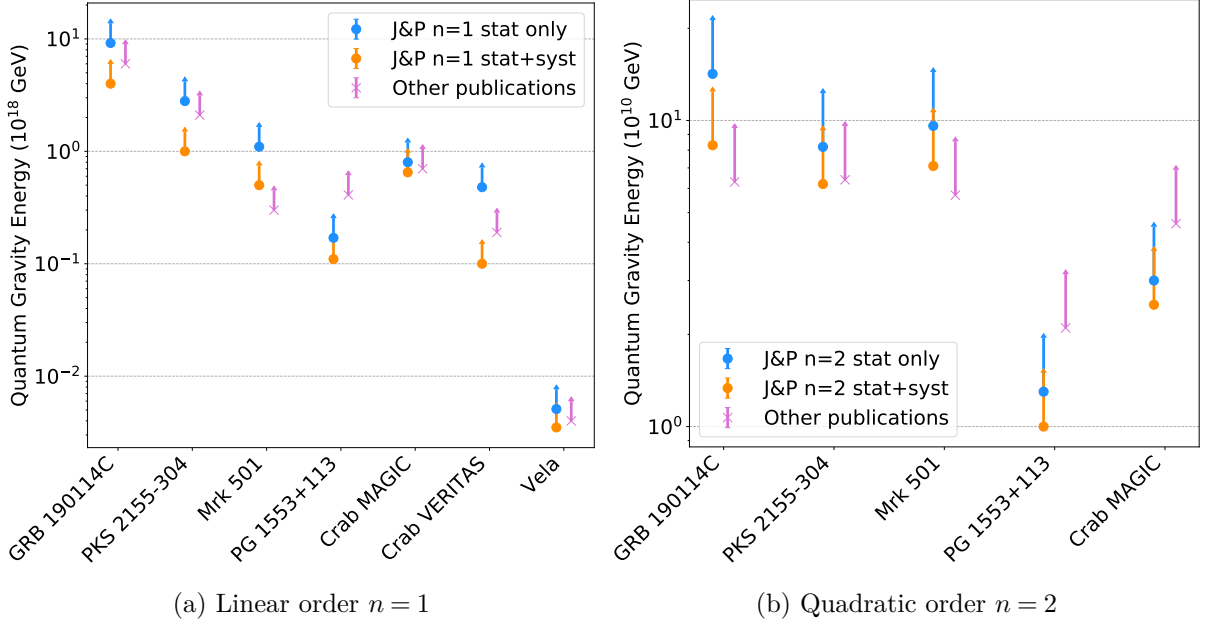 Quantum Gravity Energy (10^18 GeV)
10^1
10^0
10^−1
10^−2
J&P n=1 stat only
J&P n=1 stat+syst
Other publications
GRB 190114C
PKS 2155-304
Mrk 501
PG 1553+113
Crab MAGIC
Crab VERITAS
Vela
(a) Linear order n = 1
Quantum Gravity Energy (10^10 GeV)
10^1
10^0
J&P n=2 stat only
J&P n=2 stat+syst
Other publications
GRB 190114C
PKS 2155-304
Mrk 501
PG 1553+113
Crab MAGIC
(b) Quadratic order n = 2